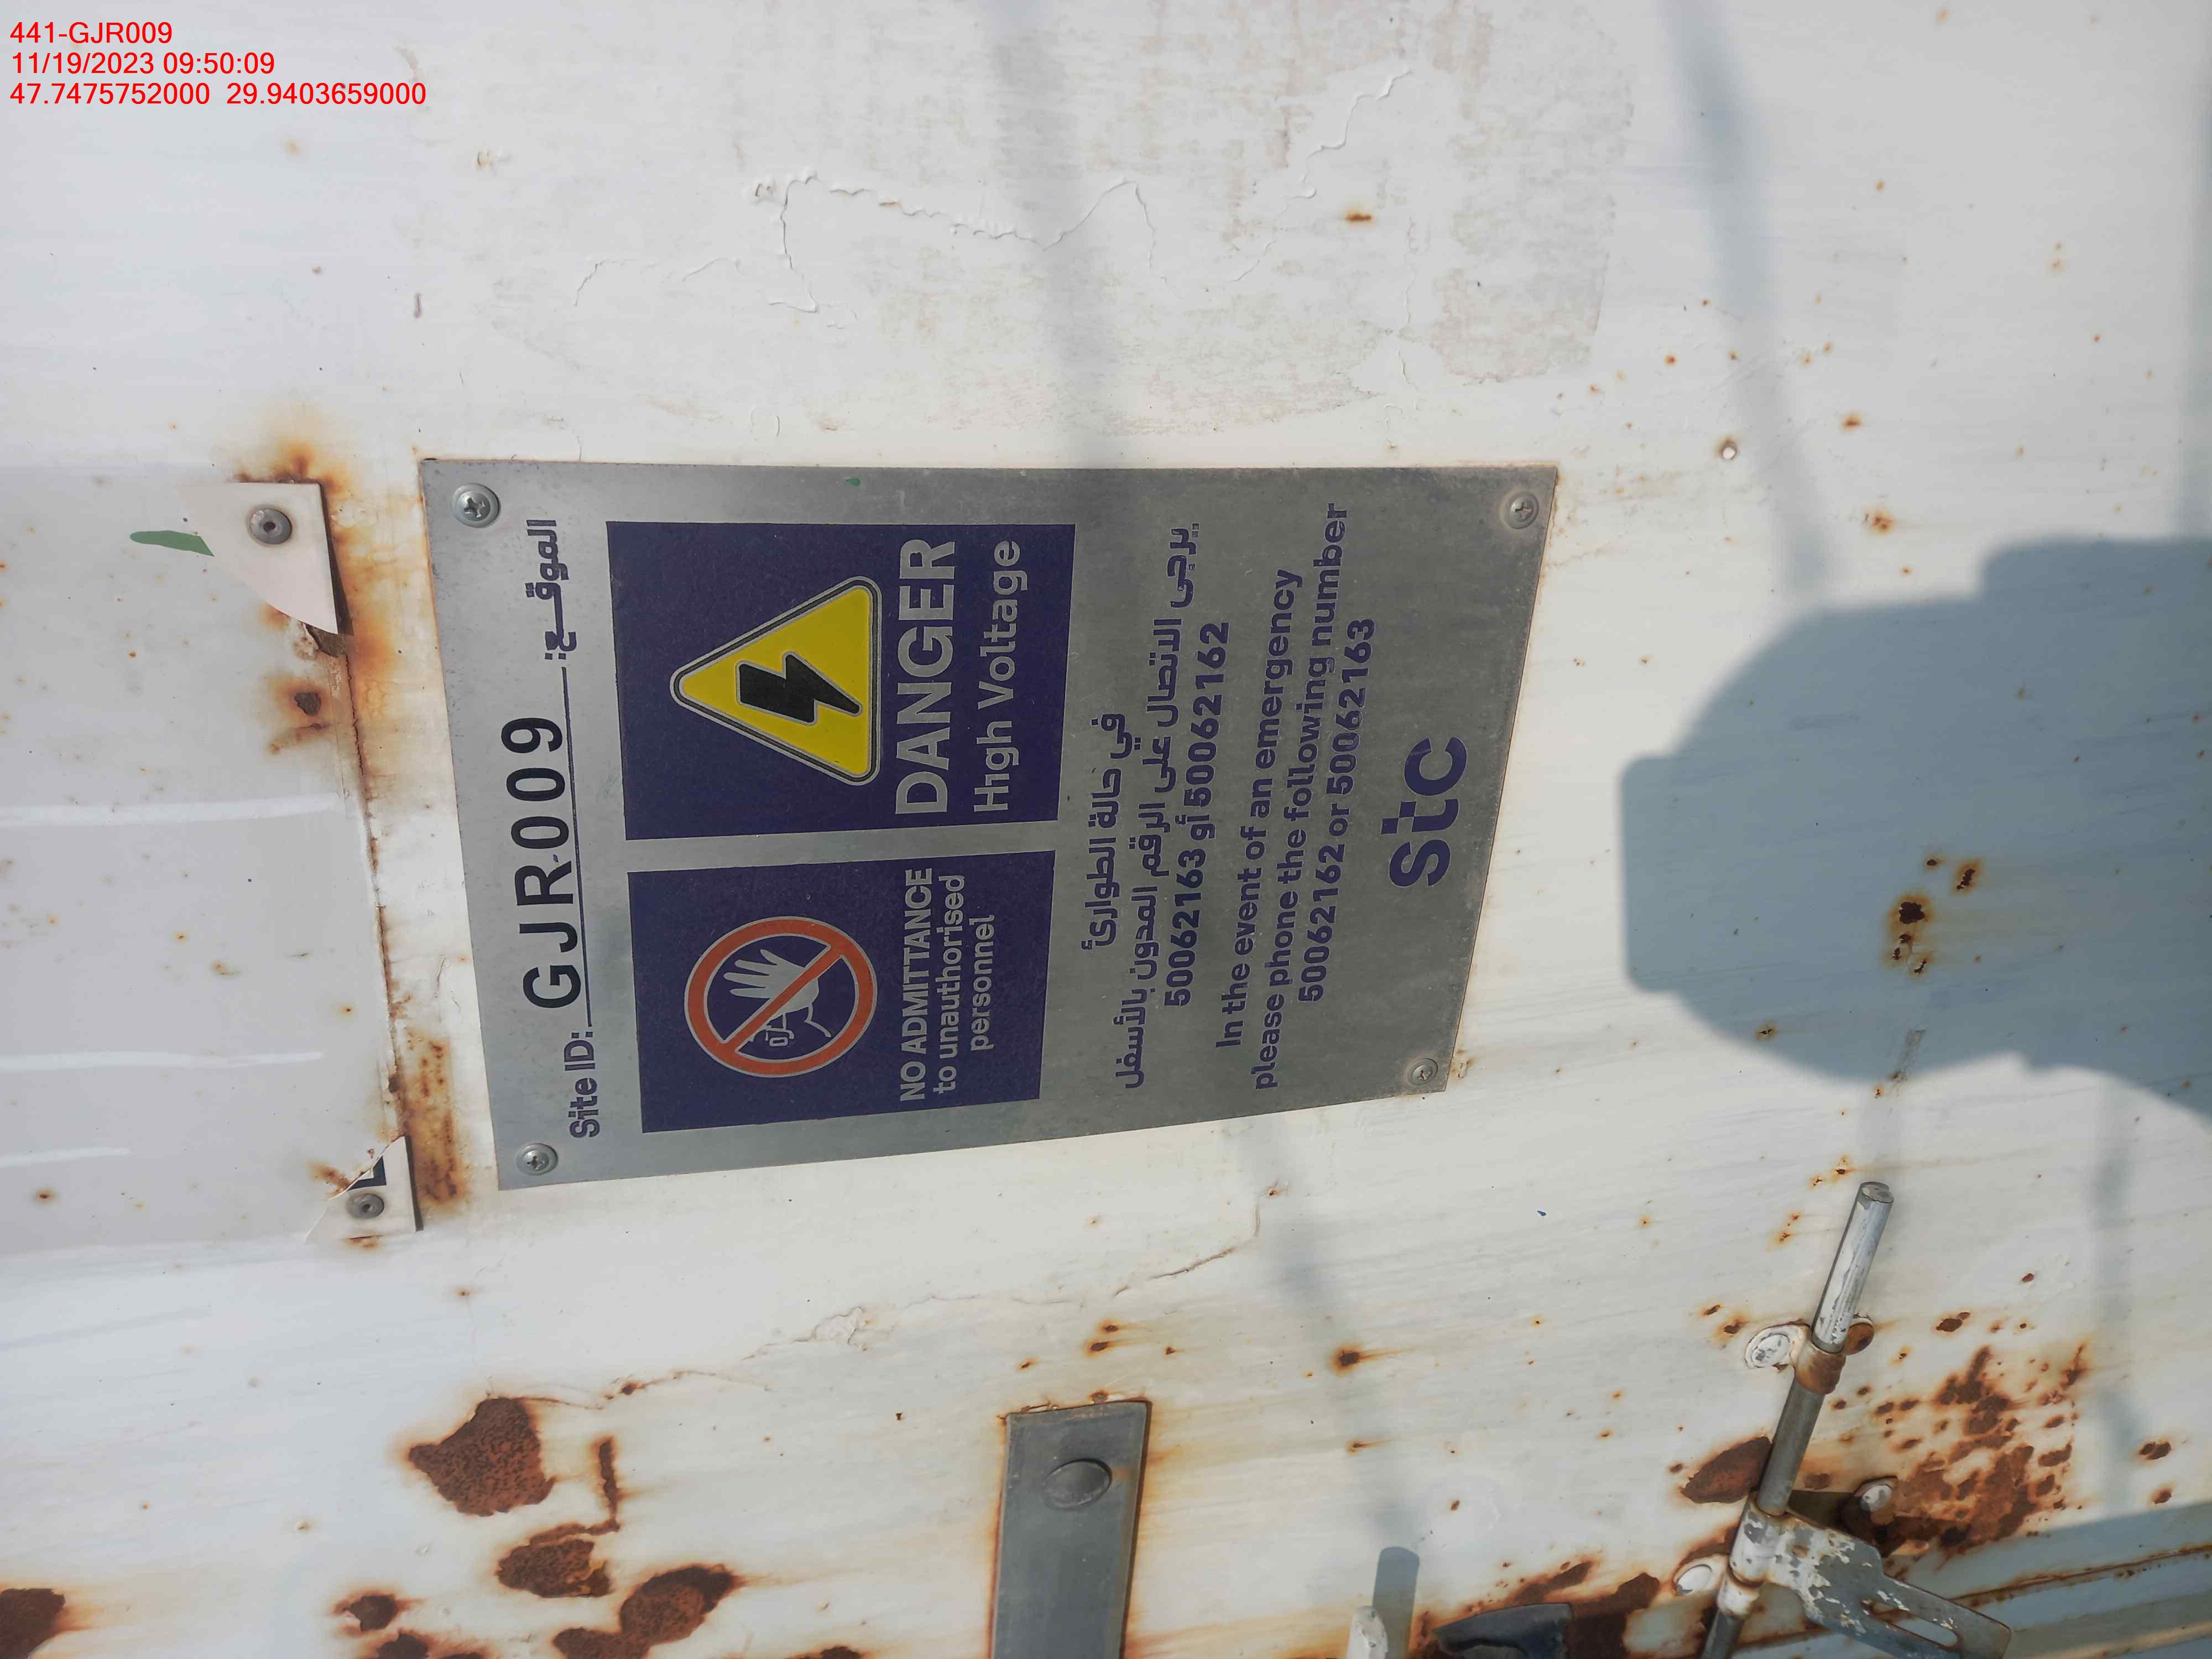 441-GJR009
11/19/2023 09:50:09
47.7475752000 29.9403659000
Site ID: GJR009 الموقـــع:
NO ADMITTANCE
to unauthorised
personnel
DANGER
High Voltage
في حالة الطوارئ
يرجى الاتصال على الرقم المدون بالأسفل
50062163 أو 50062162
In the event of an emergency
please phone the following number
50062162 or 50062163
stc